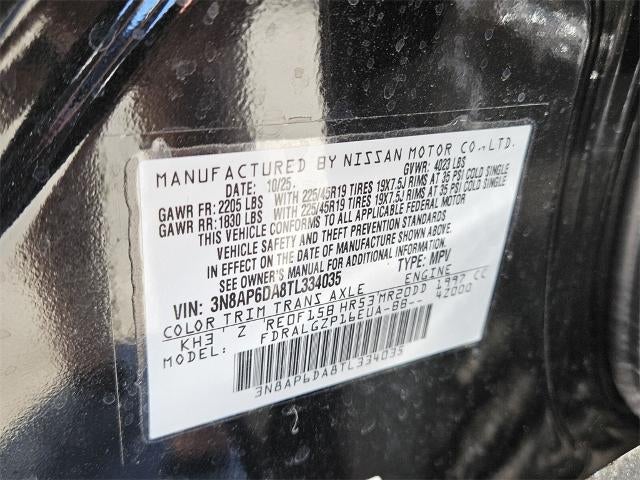 MANUFACTURED BY NISSAN MOTOR CO.,LTD.
DATE: 10/25 GVWR: 4023 LBS
GAWR FR: 2205 LBS WITH 225/45R19 TIRES 19X7.5J RIMS AT 35 PSI COLD SINGLE
GAWR RR: 1830 LBS WITH 225/45R19 TIRES 19X7.5J RIMS AT 35 PSI COLD SINGLE
THIS VEHICLE CONFORMS TO ALL APPLICABLE FEDERAL MOTOR
VEHICLE SAFETY AND THEFT PREVENTION STANDARDS
IN EFFECT ON THE DATE OF MANUFACTURE SHOWN ABOVE.
SEE OWNER'S MANUAL FOR ADDITIONAL INFORMATION.
VIN: 3N8AP6DA8TL334035 TYPE: MPV
COLOR TRIM TRANS AXLE ENGINE
KH3 Z RE0F15B HR53 MR20DD 1997 CC
MODEL: FDRALGZP16EUA-BB-- 42000
3N8AP6DA8TL334035